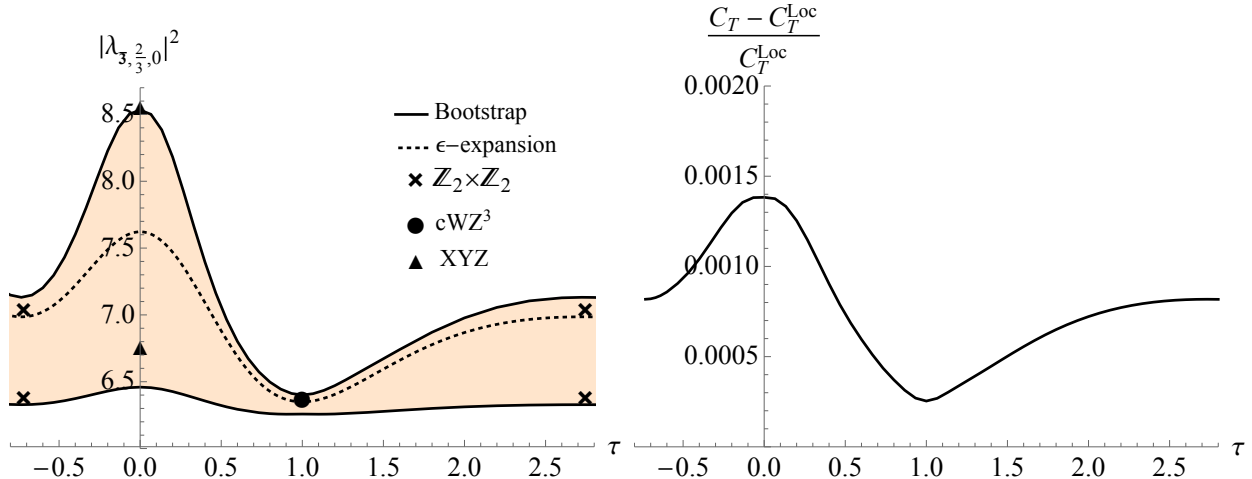 |λ_{𝟑̄,2/3,0}|²
8.5
8.0
7.5
7.0
6.5
−0.5 0.0 0.5 1.0 1.5 2.0 2.5 τ
Bootstrap
ϵ−expansion
ℤ₂×ℤ₂
cWZ³
XYZ
C_T − C_T^Loc
C_T^Loc
0.0020
0.0015
0.0010
0.0005
−0.5 0.0 0.5 1.0 1.5 2.0 2.5 τ